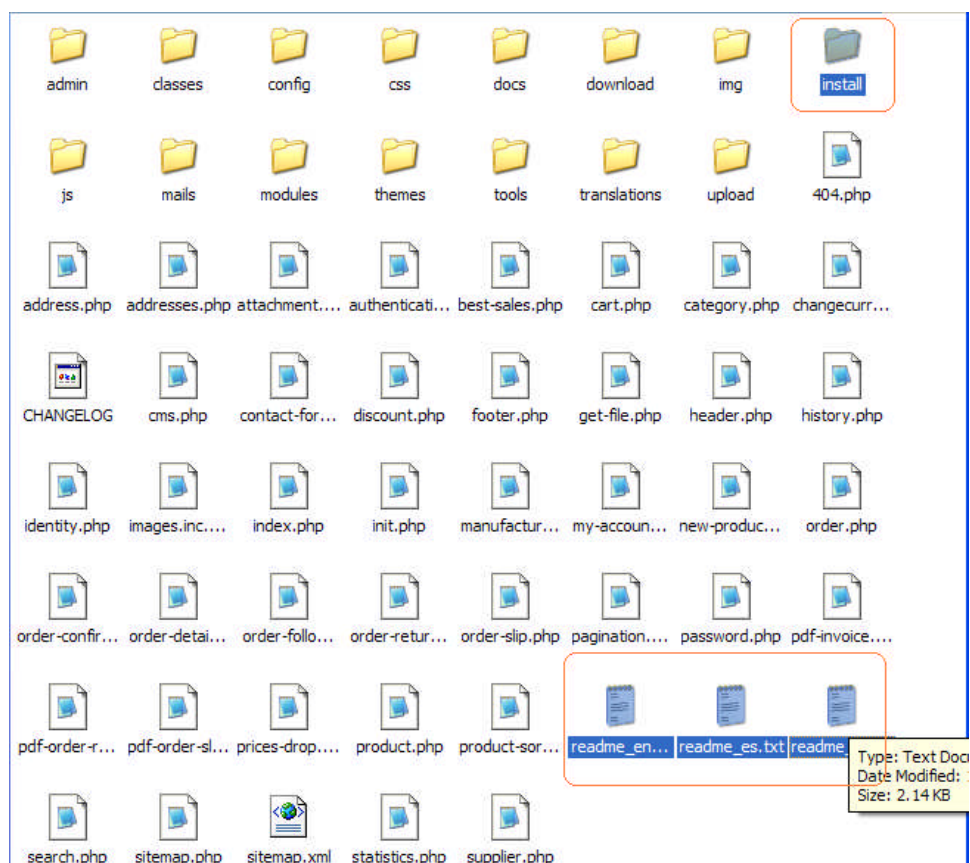 admin classes config css docs download img install
js mails modules themes tools translations upload 404.php
address.php addresses.php attachment.... authenticati... best-sales.php cart.php category.php changecurr...
CHANGELOG cms.php contact-for... discount.php footer.php get-file.php header.php history.php
identity.php images.inc.... index.php init.php manufactur... my-accoun... new-produc... order.php
order-confir... order-detai... order-follo... order-retur... order-slip.php pagination.... password.php pdf-invoice....
pdf-order-r... pdf-order-sl... prices-drop.... product.php product-sor... readme_en... readme_es.txt readme_
Type: Text Docu
Date Modified:
Size: 2.14 KB
search.php sitemap.php sitemap.xml statistics.php supplier.php